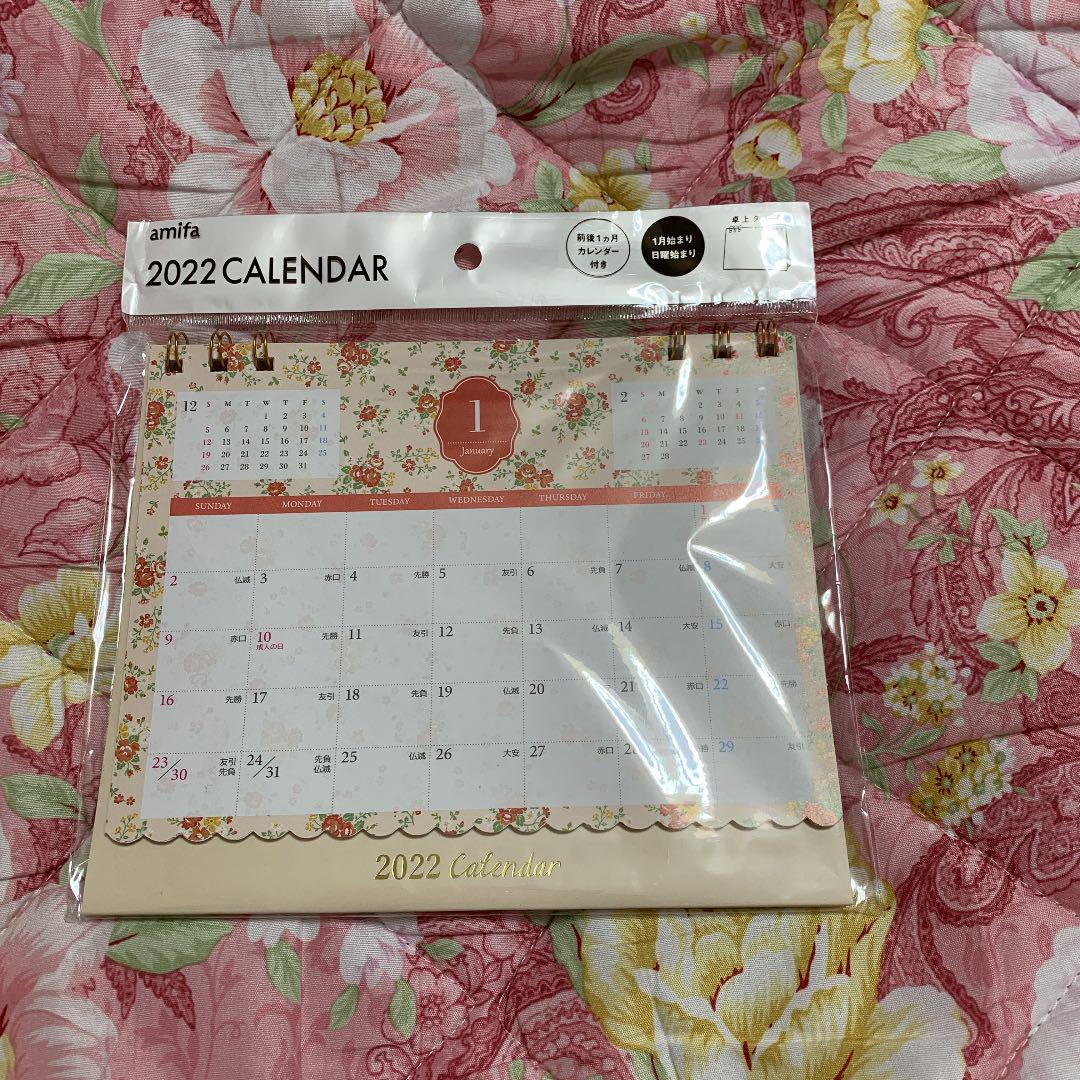 amifa
2022 CALENDAR
前後1ヵ月
カレンダー
付き
1月始まり
日曜始まり
12 S M T W T F S
1 2 3 4
5 6 7 8 9 10 11
12 13 14 15 16 17 18
19 20 21 22 23 24 25
26 27 28 29 30 31
1
January
2 S M T W T F
6 7 8 9 10 11
13 14 15 16 17 18
20 21 22 23 24 25
27 28
SUNDAY MONDAY TUESDAY WEDNESDAY THURSDAY FRIDAY
1
2 仏滅 3 赤口 4 先勝 5 友引 6 先負 7 仏滅 8 大安
9 赤口 10 先勝 11 友引 12 先負 13 仏滅 14 大安 15 赤口
成人の日
16 先勝 17 友引 18 先負 19 仏滅 20 21 赤口 22 先勝
23/30 友引 先負 24/31 先負 仏滅 25 仏滅 26 大安 27 赤口 28 29 友引
2022 Calendar